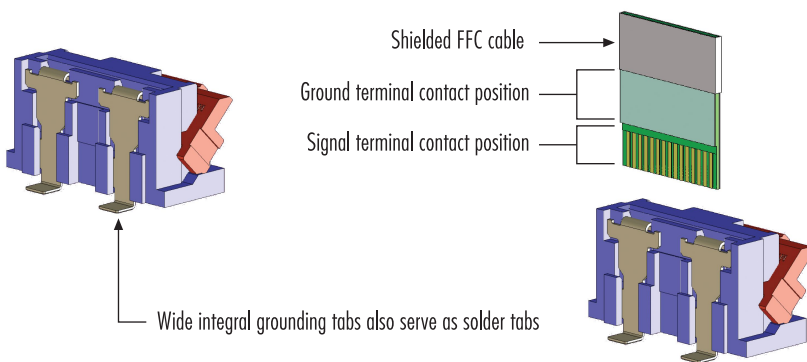 Shielded FFC cable
Ground terminal contact position
Signal terminal contact position
Wide integral grounding tabs also serve as solder tabs